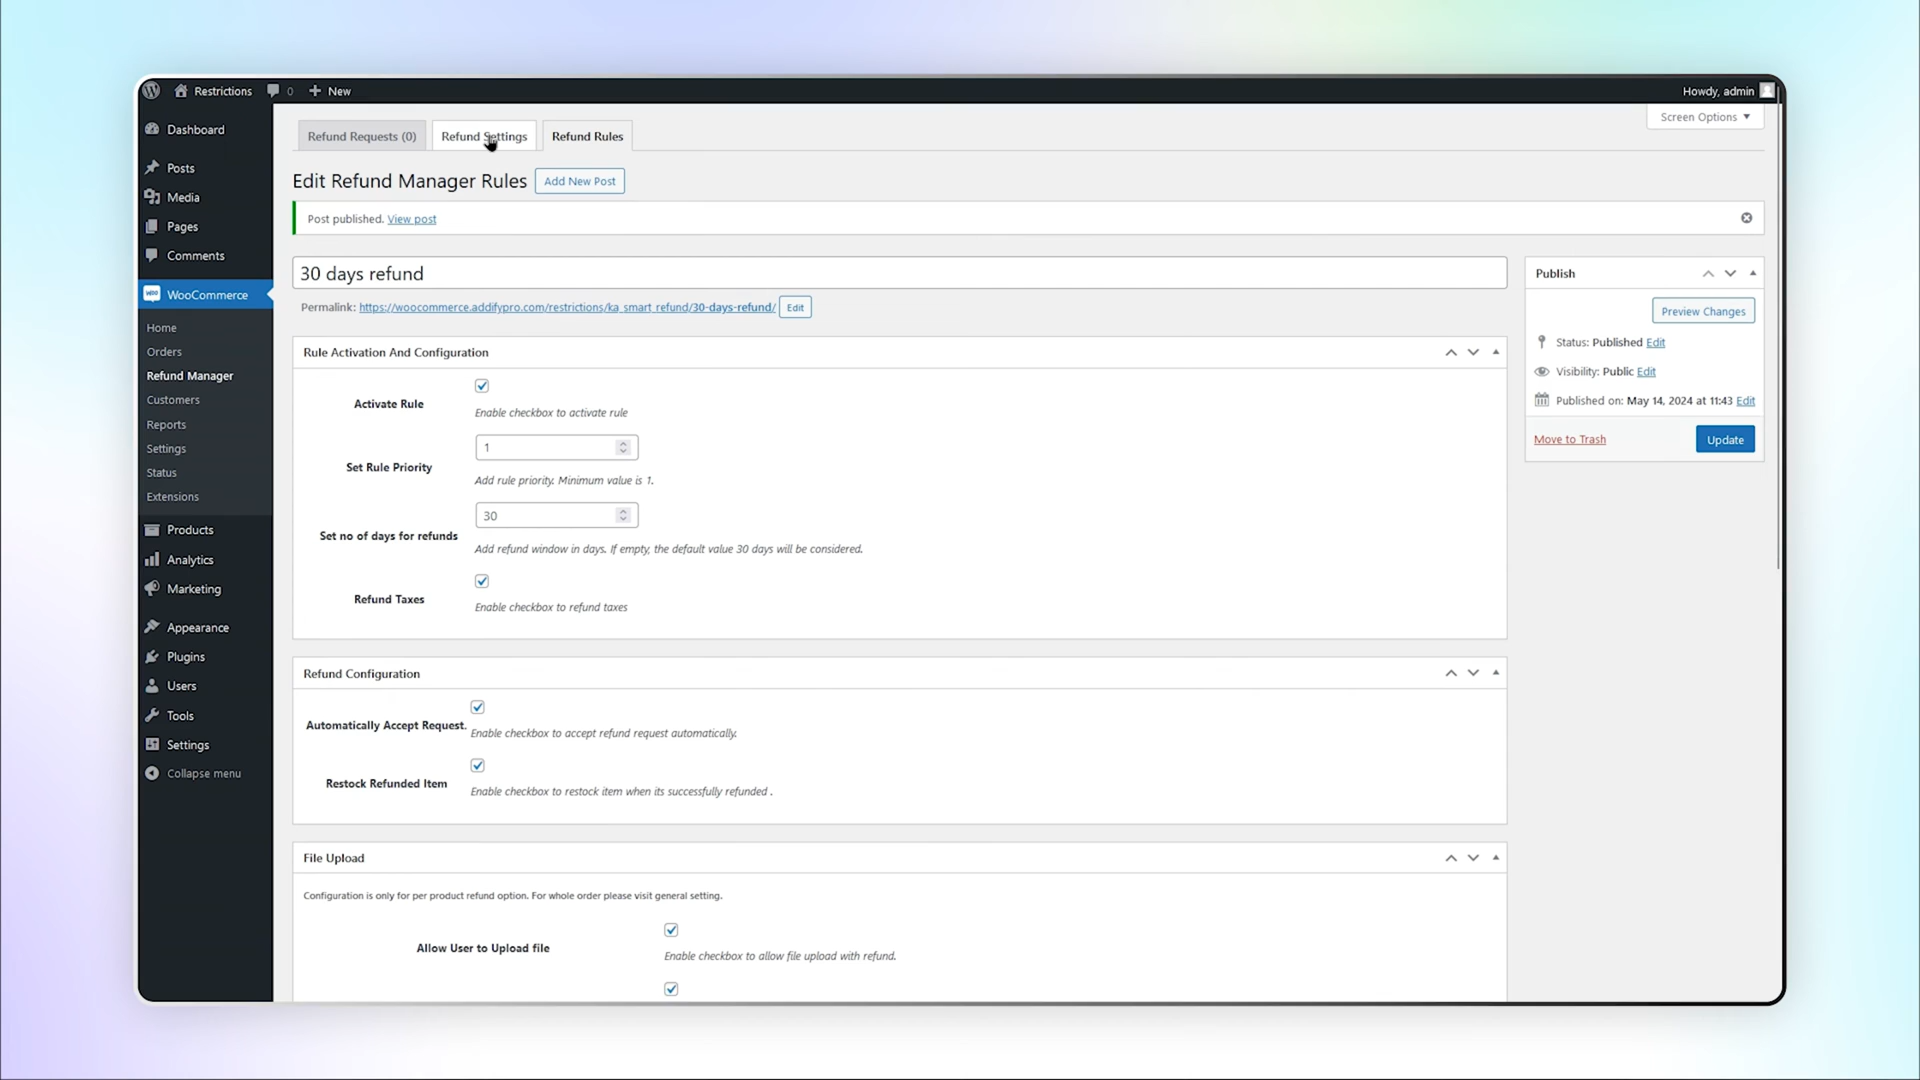 Restrictions 0 New Howdy, admin
Screen Options
Refund Requests (0) Refund Settings Refund Rules
Edit Refund Manager Rules Add New Post
Post published. View post
30 days refund
Permalink: https://woocommerce.addifypro.com/restrictions/ka_smart_refund/30-days-refund/ Edit
Dashboard
Posts
Media
Pages
Comments
WooCommerce
Home
Orders
Refund Manager
Customers
Reports
Settings
Status
Extensions
Products
Analytics
Marketing
Appearance
Plugins
Users
Tools
Settings
Collapse menu
Rule Activation And Configuration
Activate Rule
Enable checkbox to activate rule
1
Set Rule Priority
Add rule priority. Minimum value is 1.
30
Set no of days for refunds
Add refund window in days. If empty, the default value 30 days will be considered.
Refund Taxes
Enable checkbox to refund taxes
Refund Configuration
Automatically Accept Request.
Enable checkbox to accept refund request automatically.
Restock Refunded Item
Enable checkbox to restock item when its successfully refunded .
File Upload
Configuration is only for per product refund option. For whole order please visit general setting.
Allow User to Upload file
Enable checkbox to allow file upload with refund.
Publish
Preview Changes
Status: Published Edit
Visibility: Public Edit
Published on: May 14, 2024 at 11:43 Edit
Move to Trash Update